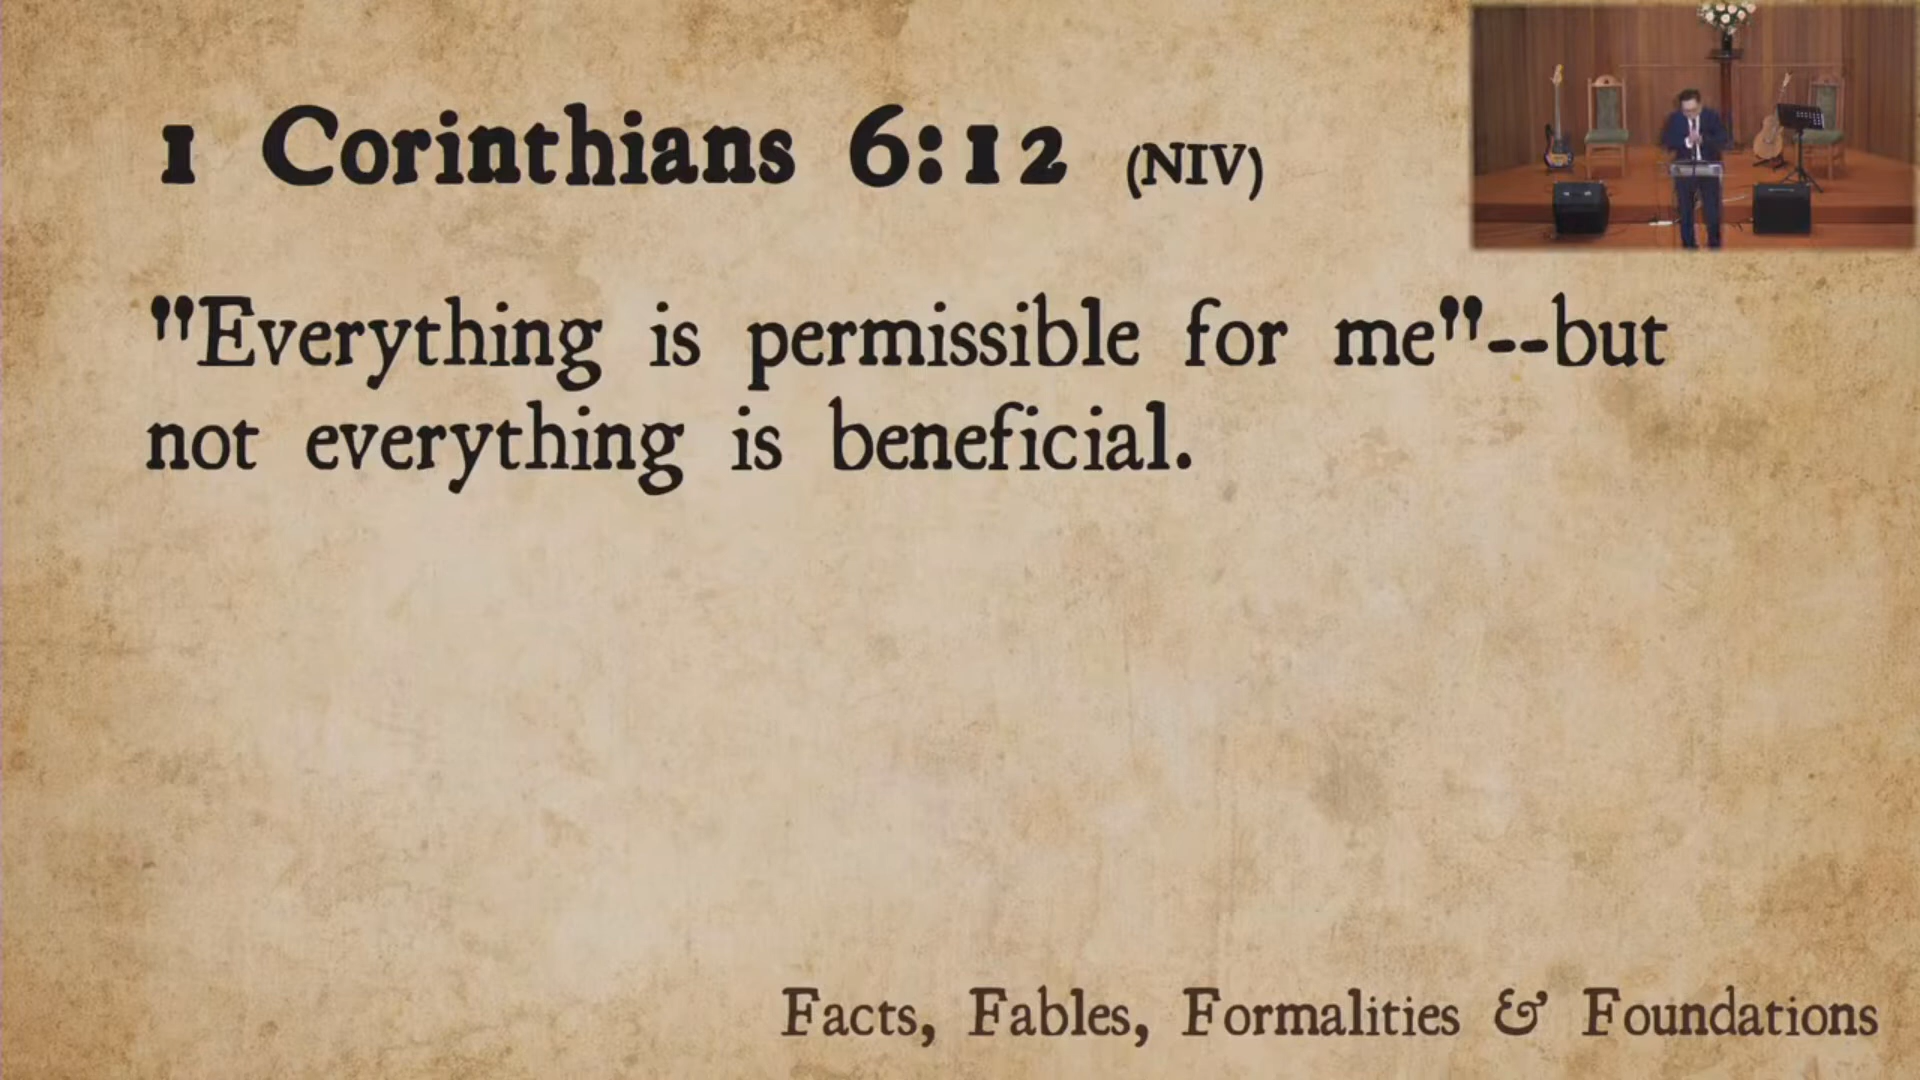 1 Corinthians 6:12 (NIV)
"Everything is permissible for me"--but
not everything is beneficial.
Facts, Fables, Formalities & Foundations